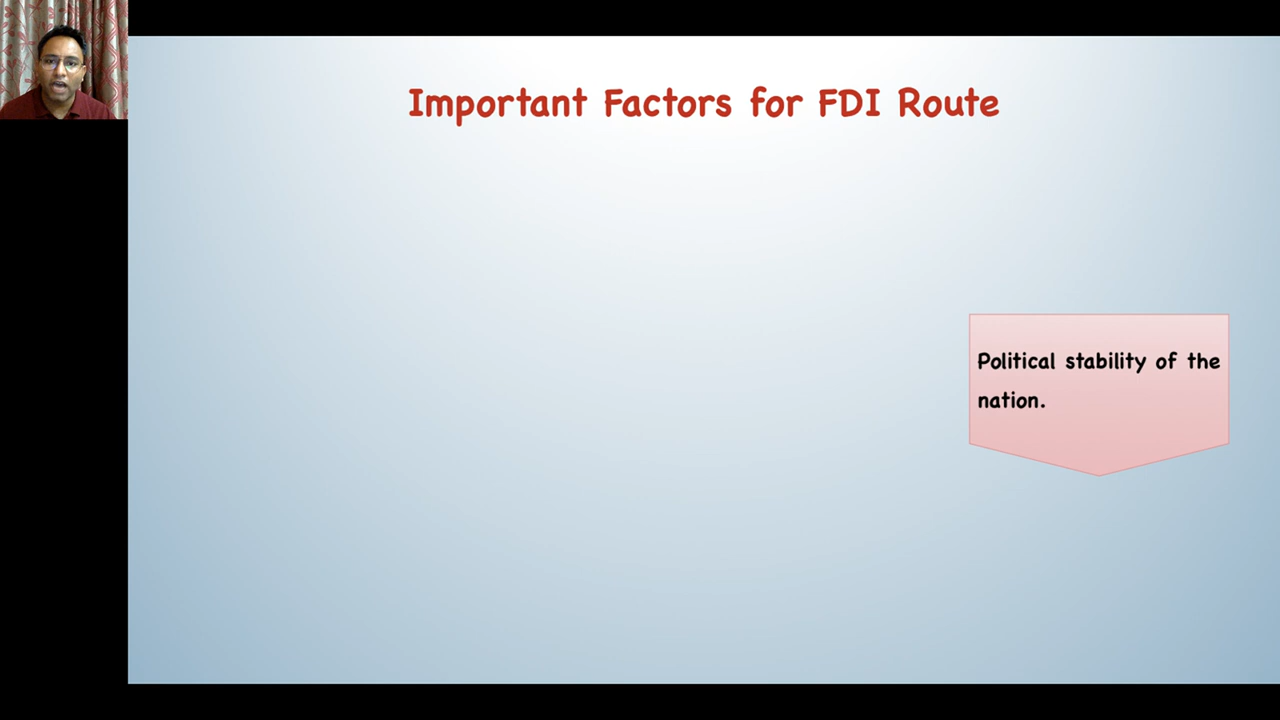 Important Factors for FDI Route
Political stability of the
nation.